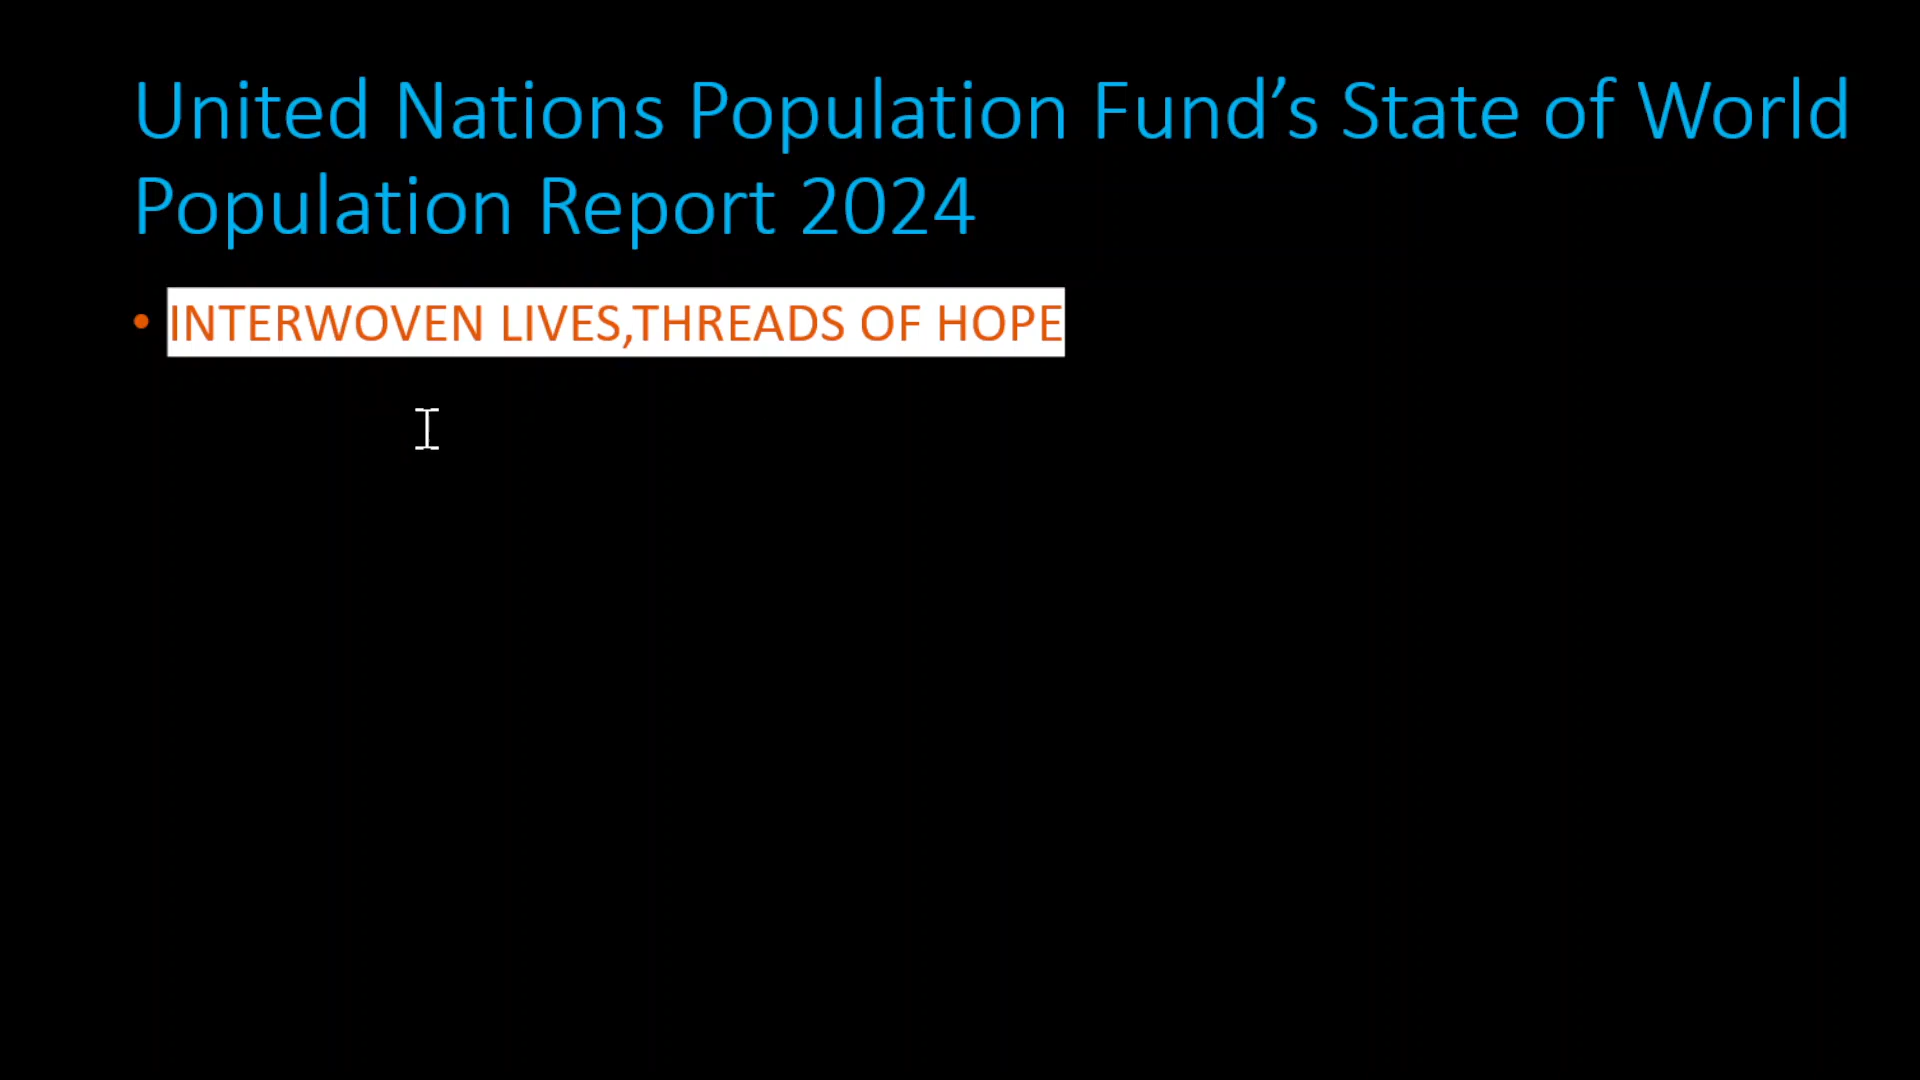 United Nations Population Fund’s State of World
Population Report 2024
• INTERWOVEN LIVES,THREADS OF HOPE